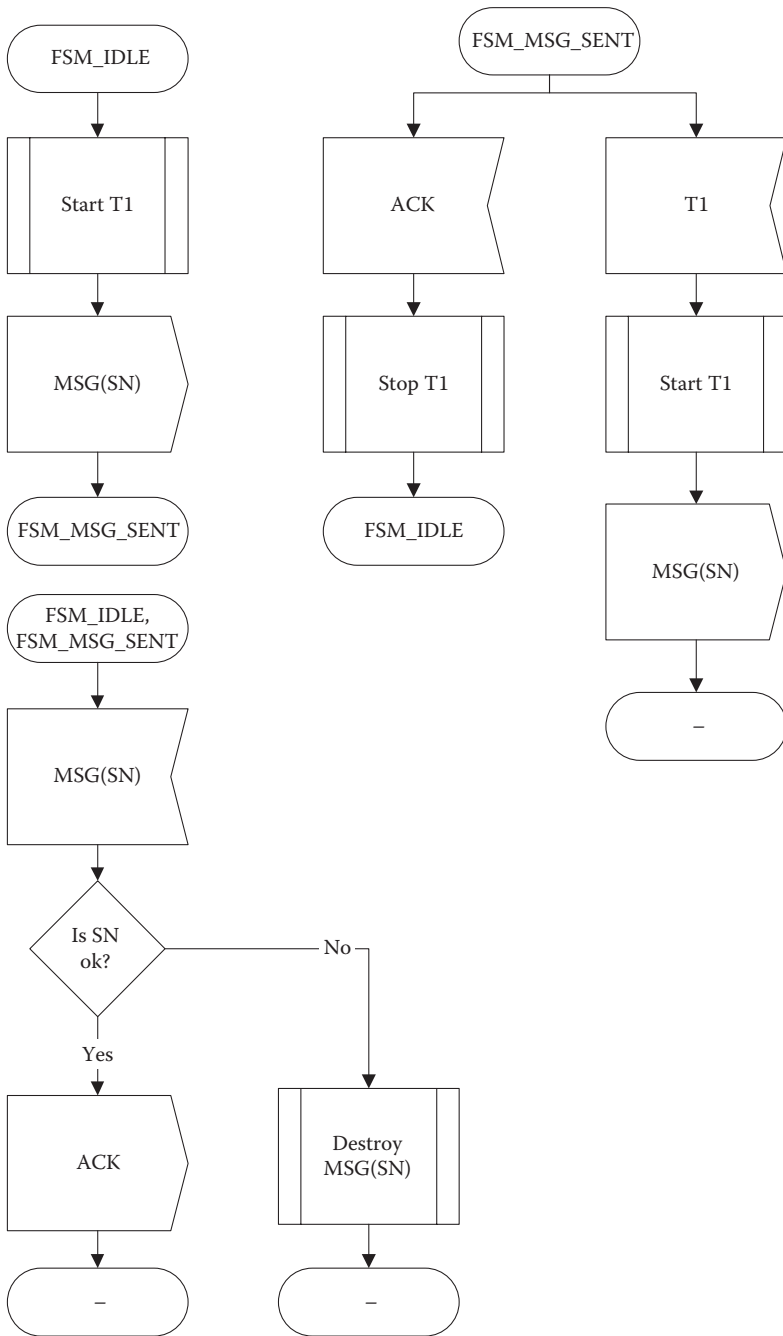 FSM_IDLE
Start T1
MSG(SN)
FSM_MSG_SENT
FSM_MSG_SENT
ACK
Stop T1
FSM_IDLE
T1
Start T1
MSG(SN)
–
FSM_IDLE,
FSM_MSG_SENT
MSG(SN)
Is SN
ok?
No
Yes
ACK
–
Destroy
MSG(SN)
–